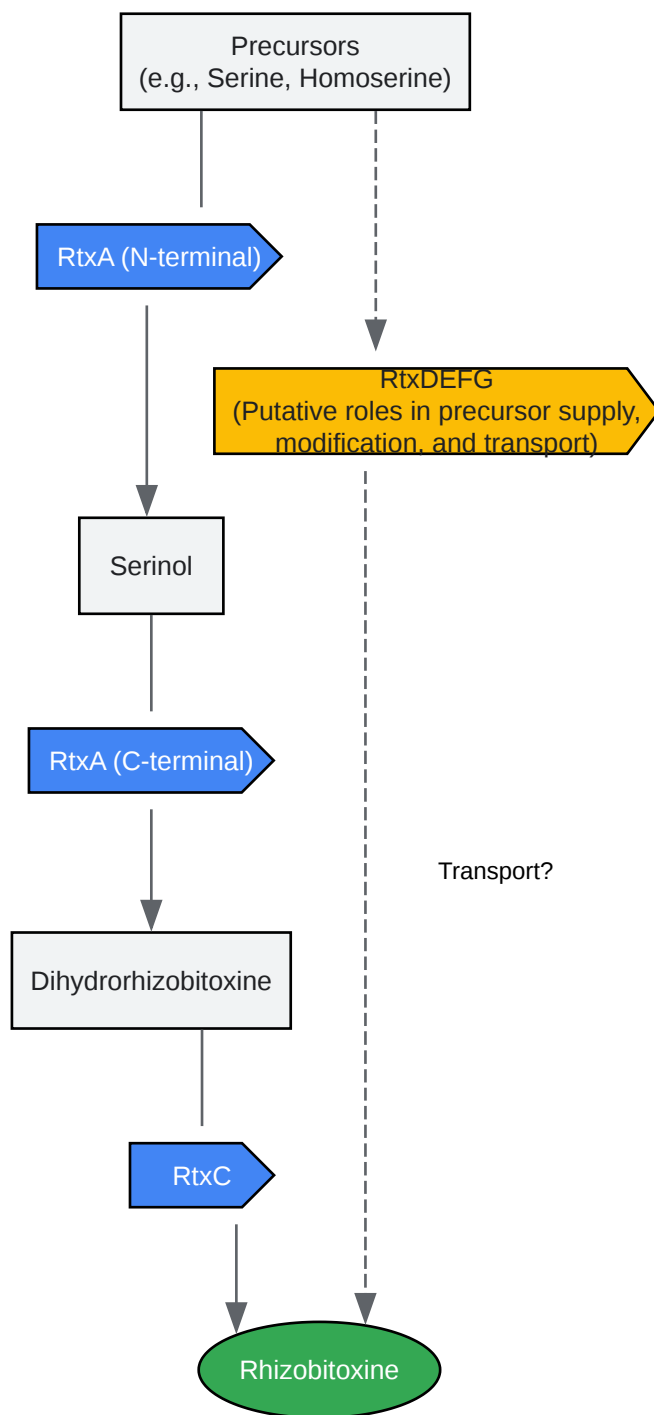 Precursors
(e.g., Serine, Homoserine)
RtxA (N-terminal)
RtxDEFG
(Putative roles in precursor supply,
modification, and transport)
Serinol
RtxA (C-terminal)
Transport?
Dihydrorhizobitoxine
RtxC
Rhizobitoxine